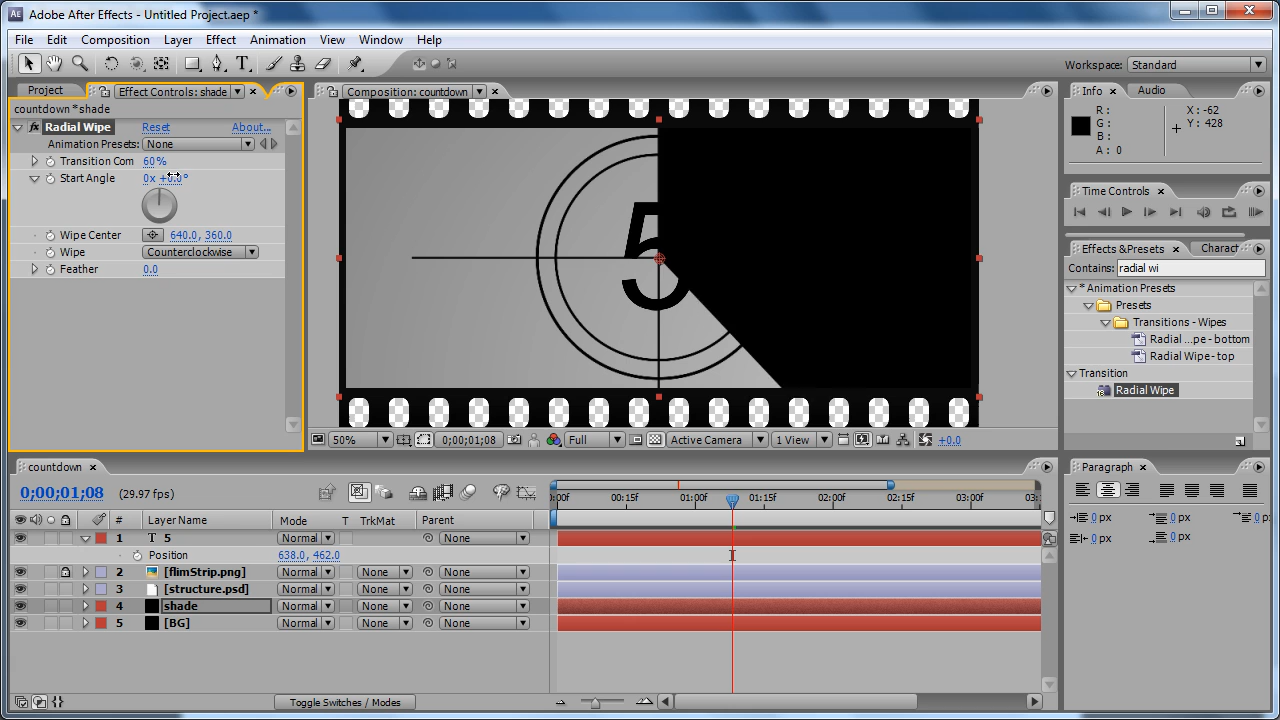 Adobe After Effects - Untitled Project.aep *
File Edit Composition Layer Effect Animation View Window Help
Workspace: Standard
Project Effect Controls: shade
countdown * shade
fx Radial Wipe Reset About...
Animation Presets: None
Transition Com 60%
Start Angle 0x +0.0°
Wipe Center 640.0, 360.0
Wipe Counterclockwise
Feather 0.0
Composition: countdown
5
50% 0;00;01;08 Full Active Camera 1 View +0.0
Info Audio
R : X : -62
G : Y : 428
B :
A : 0
Time Controls
Effects & Presets Charact
Contains: radial wi
* Animation Presets
Presets
Transitions - Wipes
Radial ...pe - bottom
Radial Wipe - top
Transition
Radial Wipe
countdown
0;00;01;08 (29.97 fps)
# Layer Name Mode T TrkMat Parent
1 T 5 Normal None
Position 638.0, 462.0
2 [flimStrip.png] Normal None None
3 [structure.psd] Normal None None
4 shade Normal None None
5 [BG] Normal None None
Toggle Switches / Modes
):00f 00:15f 01:00f 01:15f 02:00f 02:15f 03:00f 03:
Paragraph
0 px 0 px 0 p
0 px 0 px